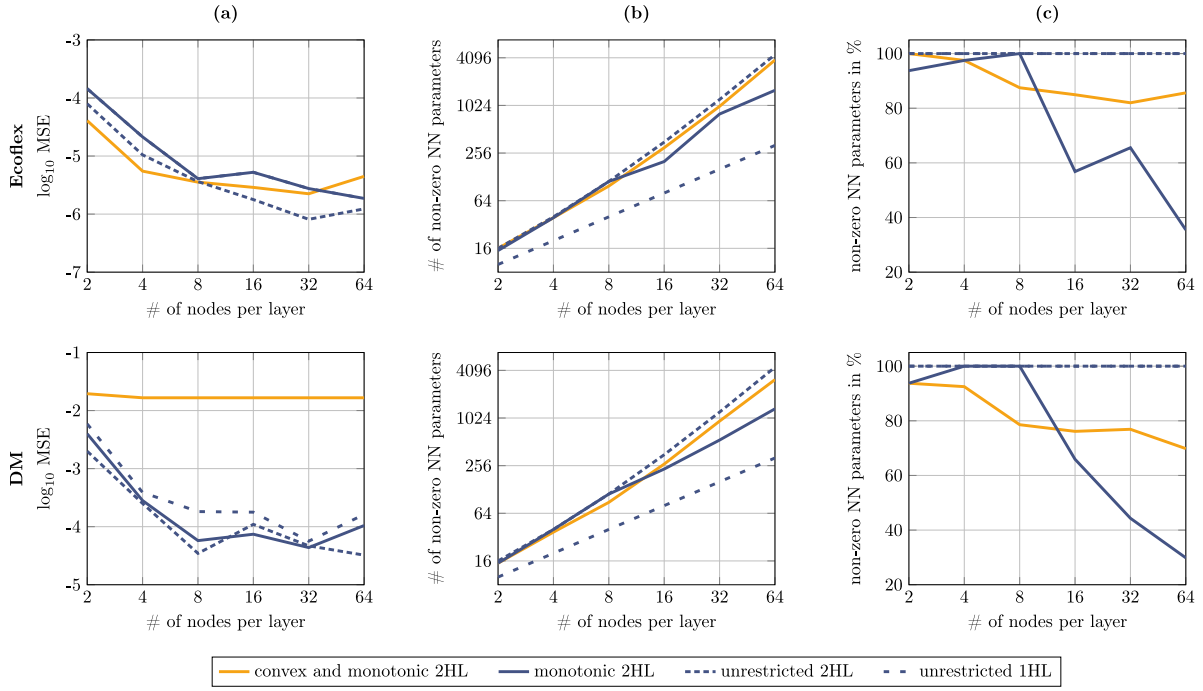 (a)
(b)
(c)
Ecoflex
log10 MSE
-3
-4
-5
-6
-7
2 4 8 16 32 64
# of nodes per layer
# of non-zero NN parameters
4096
1024
256
64
16
2 4 8 16 32 64
# of nodes per layer
non-zero NN parameters in %
100
80
60
40
20
2 4 8 16 32 64
# of nodes per layer
DM
log10 MSE
-1
-2
-3
-4
-5
2 4 8 16 32 64
# of nodes per layer
# of non-zero NN parameters
4096
1024
256
64
16
2 4 8 16 32 64
# of nodes per layer
non-zero NN parameters in %
100
80
60
40
20
2 4 8 16 32 64
# of nodes per layer
convex and monotonic 2HL monotonic 2HL unrestricted 2HL unrestricted 1HL